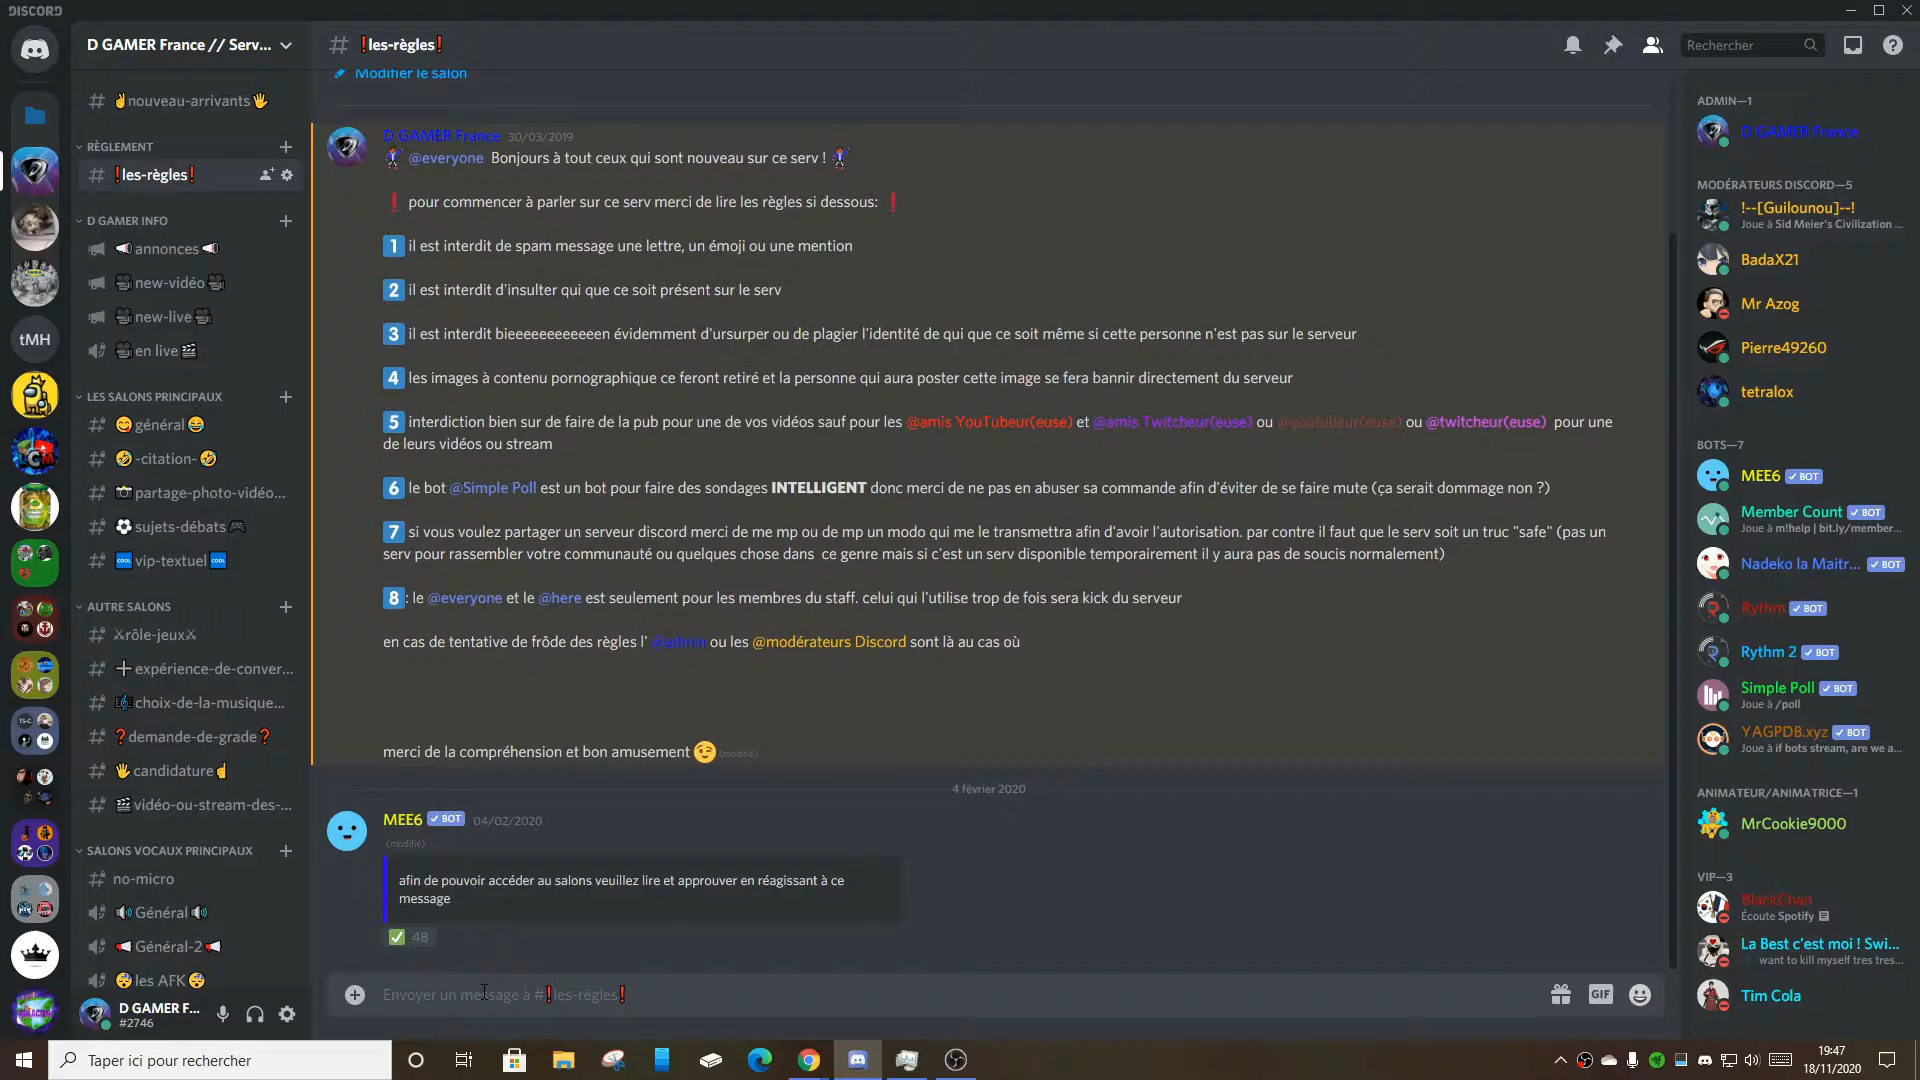 DISCORD
D GAMER France // Serv...
les-règles
Rechercher
nouveau-arrivants
RÈGLEMENT
les-règles
D GAMER INFO
annonces
new-vidéo
new-live
en live
tMH
LES SALONS PRINCIPAUX
général
-citation-
partage-photo-vidéo...
sujets-débats
vip-textuel
AUTRE SALONS
rôle-jeux
expérience-de-conver...
choix-de-la-musique...
demande-de-grade
candidature
vidéo-ou-stream-des-...
SALONS VOCAUX PRINCIPAUX
no-micro
Général
Général-2
les AFK
D GAMER F...
#2746
Modifier le salon
D GAMER France 30/03/2019
@everyone Bonjours à tout ceux qui sont nouveau sur ce serv !
pour commencer à parler sur ce serv merci de lire les règles si dessous:
1 il est interdit de spam message une lettre, un émoji ou une mention
2 il est interdit d'insulter qui que ce soit présent sur le serv
3 il est interdit bieeeeeeeeeeeen évidemment d'ursurper ou de plagier l'identité de qui que ce soit même si cette personne n'est pas sur le serveur
4 les images à contenu pornographique ce feront retiré et la personne qui aura poster cette image se fera bannir directement du serveur
5 interdiction bien sur de faire de la pub pour une de vos vidéos sauf pour les @amis YouTubeur(euse) et @amis Twitcheur(euse) ou @youtubeur(euse) ou @twitcheur(euse) pour une
de leurs vidéos ou stream
6 le bot @Simple Poll est un bot pour faire des sondages INTELLIGENT donc merci de ne pas en abuser sa commande afin d'éviter de se faire mute (ça serait dommage non ?)
7 si vous voulez partager un serveur discord merci de me mp ou de mp un modo qui me le transmettra afin d'avoir l'autorisation. par contre il faut que le serv soit un truc "safe" (pas un
serv pour rassembler votre communauté ou quelques chose dans ce genre mais si c'est un serv disponible temporairement il y aura pas de soucis normalement)
8 : le @everyone et le @here est seulement pour les membres du staff. celui qui l'utilise trop de fois sera kick du serveur
en cas de tentative de frôde des règles l' @admin ou les @modérateurs Discord sont là au cas où
merci de la compréhension et bon amusement (modifié)
4 février 2020
MEE6 BOT 04/02/2020
(modifié)
afin de pouvoir accéder au salons veuillez lire et approuver en réagissant à ce
message
48
Envoyer un message à # les-règles
GIF
ADMIN—1
D GAMER France
MODÉRATEURS DISCORD—5
!--[Guilounou]--!
Joue à Sid Meier's Civilization ...
BadaX21
Mr Azog
Pierre49260
tetralox
BOTS—7
MEE6 BOT
Member Count BOT
Joue à m!help | bit.ly/member...
Nadeko la Maitr... BOT
Rythm BOT
Rythm 2 BOT
Simple Poll BOT
Joue à /poll
YAGPDB.xyz BOT
Joue à if bots stream, are we a...
ANIMATEUR/ANIMATRICE—1
MrCookie9000
VIP—3
BlackChan
Écoute Spotify
La Best c'est moi ! Swi...
want to kill myself tres tres...
Tim Cola
Taper ici pour rechercher
19:47
18/11/2020